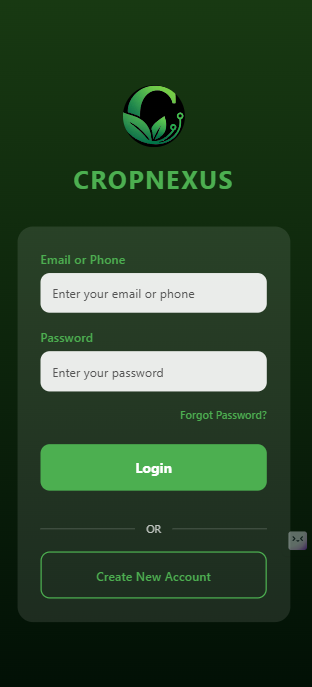 CROPNEXUS
Email or Phone
Enter your email or phone
Password
Enter your password
Forgot Password?
Login
OR
Create New Account